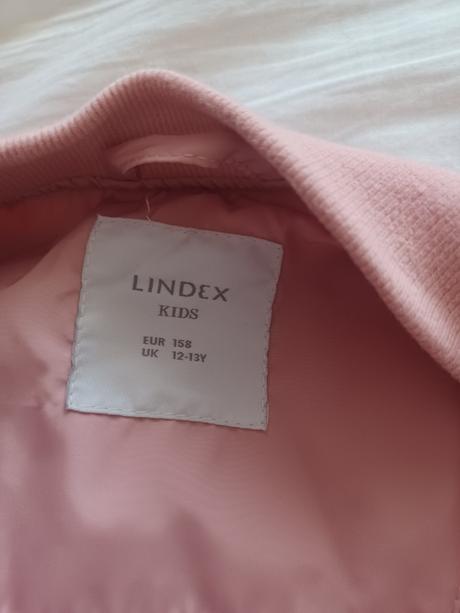 LINDEX
KIDS
EUR 158
UK 12-13Y